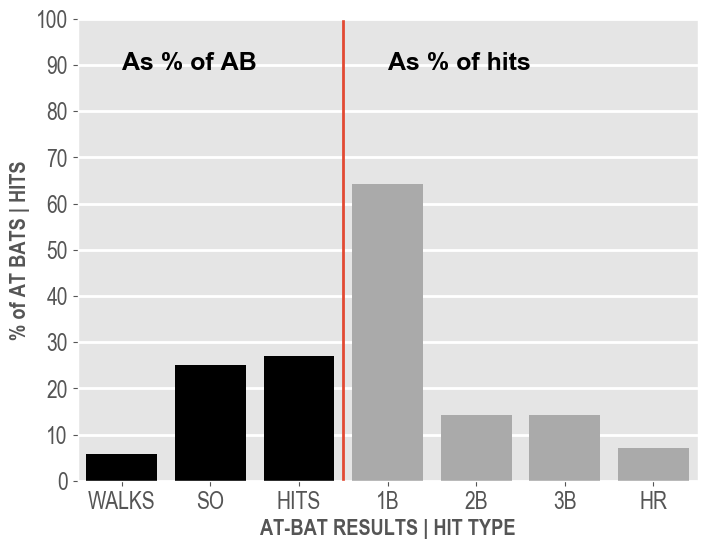 100
90
80
70
60
50
40
30
20
10
0
% of AT BATS | HITS
As % of AB
As % of hits
WALKS SO HITS 1B 2B 3B HR
AT-BAT RESULTS | HIT TYPE